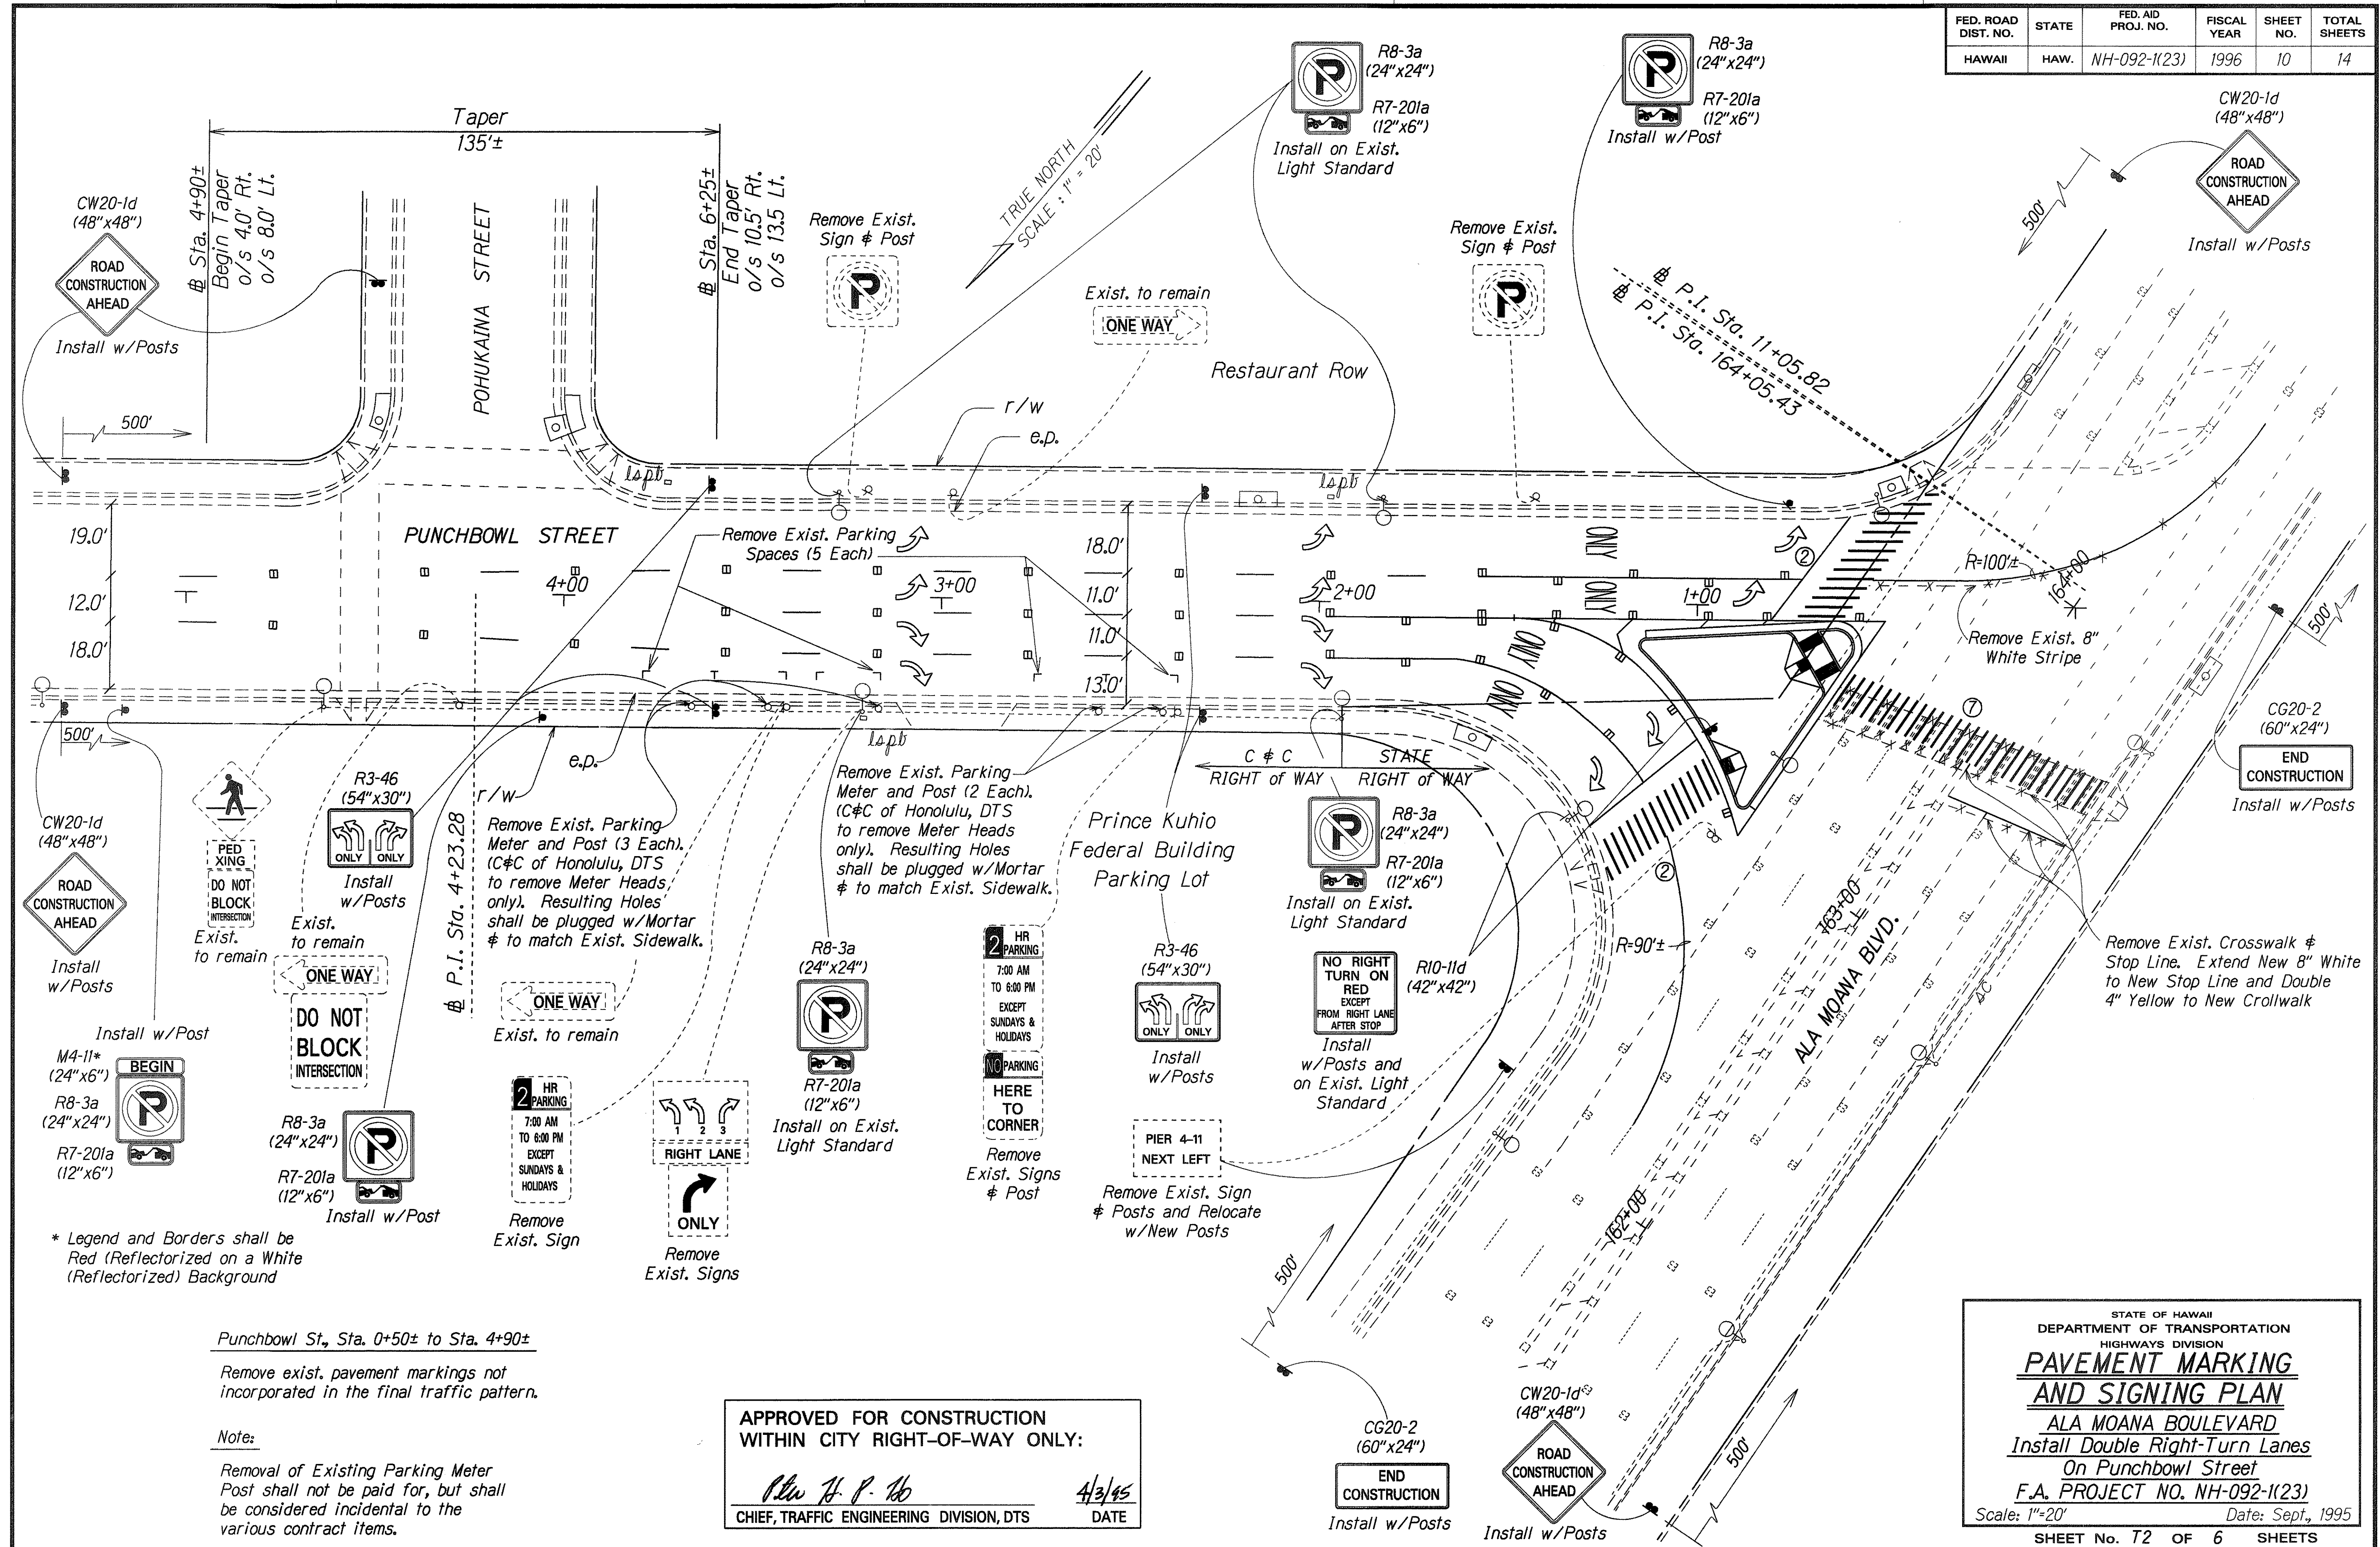 FED. ROAD DIST. NO.
STATE
FED. AID PROJ. NO.
FISCAL YEAR
SHEET NO.
TOTAL SHEETS
HAWAII
HAW.
NH-092-1(23)
1996
10
14
R8-3a
(24"x24")
R7-201a
(12"x6")
Install on Exist.
Light Standard
R8-3a
(24"x24")
R7-201a
(12"x6")
Install w/Post
CW20-1d
(48"x48")
ROAD
CONSTRUCTION
AHEAD
Install w/Posts
500'
Taper
135'±
℄ Sta. 4+90±
Begin Taper
o/s 4.0' Rt.
o/s 8.0' Lt.
℄ Sta. 6+25±
End Taper
o/s 10.5' Rt.
o/s 13.5 Lt.
POHUKAINA STREET
CW20-1d
(48"x48")
ROAD
CONSTRUCTION
AHEAD
Install w/Posts
500'
TRUE NORTH
SCALE : 1" = 20'
Remove Exist.
Sign & Post
P
Exist. to remain
ONE WAY
Remove Exist.
Sign & Post
P
Restaurant Row
℄ P.I. Sta. 11+05.82
℄ P.I. Sta. 164+05.43
r/w
e.p.
lspb
lspb
PUNCHBOWL STREET
Remove Exist. Parking
Spaces (5 Each)
19.0'
12.0'
18.0'
18.0'
11.0'
11.0'
13.0'
4+00
3+00
2+00
1+00
ONLY
ONLY
ONLY
ONLY
2
R=100'±
164+00
Remove Exist. 8"
White Stripe
500'
7
CG20-2
(60"x24")
END
CONSTRUCTION
Install w/Posts
500'
e.p.
r/w
lspb
C & C
RIGHT of WAY
STATE
RIGHT of WAY
CW20-1d
(48"x48")
ROAD
CONSTRUCTION
AHEAD
Install
w/Posts
PED
XING
DO NOT
BLOCK
INTERSECTION
Exist.
to remain
R3-46
(54"x30")
ONLY ONLY
Install
w/Posts
Exist.
to remain
ONE WAY
DO NOT
BLOCK
INTERSECTION
℄ P.I. Sta. 4+23.28
Remove Exist. Parking
Meter and Post (3 Each).
(C&C of Honolulu, DTS
to remove Meter Heads
only). Resulting Holes
shall be plugged w/Mortar
& to match Exist. Sidewalk.
ONE WAY
Exist. to remain
Remove Exist. Parking
Meter and Post (2 Each).
(C&C of Honolulu, DTS
to remove Meter Heads
only). Resulting Holes
shall be plugged w/Mortar
& to match Exist. Sidewalk.
Prince Kuhio
Federal Building
Parking Lot
R8-3a
(24"x24")
R7-201a
(12"x6")
Install on Exist.
Light Standard
NO RIGHT
TURN ON
RED
EXCEPT
FROM RIGHT LANE
AFTER STOP
R10-11d
(42"x42")
Install
w/Posts and
on Exist. Light
Standard
R=90'±
2
163+00
162+00
ALA MOANA BLVD.
Remove Exist. Crosswalk &
Stop Line. Extend New 8" White
to New Stop Line and Double
4" Yellow to New Crollwalk
Install w/Post
M4-11*
(24"x6")
BEGIN
R8-3a
(24"x24")
P
R7-201a
(12"x6")
R8-3a
(24"x24")
P
R7-201a
(12"x6")
Install w/Post
2 HR
PARKING
7:00 AM
TO 6:00 PM
EXCEPT
SUNDAYS &
HOLIDAYS
Remove
Exist. Sign
1 2 3
RIGHT LANE
ONLY
Remove
Exist. Signs
R8-3a
(24"x24")
P
R7-201a
(12"x6")
Install on Exist.
Light Standard
2 HR
PARKING
7:00 AM
TO 6:00 PM
EXCEPT
SUNDAYS &
HOLIDAYS
NO PARKING
HERE
TO
CORNER
Remove
Exist. Signs
& Post
R3-46
(54"x30")
ONLY ONLY
Install
w/Posts
PIER 4-11
NEXT LEFT
Remove Exist. Sign
& Posts and Relocate
w/New Posts
* Legend and Borders shall be
Red (Reflectorized on a White
(Reflectorized) Background
Punchbowl St., Sta. 0+50± to Sta. 4+90±
Remove exist. pavement markings not
incorporated in the final traffic pattern.
Note:
Removal of Existing Parking Meter
Post shall not be paid for, but shall
be considered incidental to the
various contract items.
APPROVED FOR CONSTRUCTION
WITHIN CITY RIGHT-OF-WAY ONLY:
4/3/95
CHIEF, TRAFFIC ENGINEERING DIVISION, DTS
DATE
500'
CG20-2
(60"x24")
END
CONSTRUCTION
Install w/Posts
CW20-1d
(48"x48")
ROAD
CONSTRUCTION
AHEAD
Install w/Posts
500'
STATE OF HAWAII
DEPARTMENT OF TRANSPORTATION
HIGHWAYS DIVISION
PAVEMENT MARKING
AND SIGNING PLAN
ALA MOANA BOULEVARD
Install Double Right-Turn Lanes
On Punchbowl Street
F.A. PROJECT NO. NH-092-1(23)
Scale: 1"=20'
Date: Sept., 1995
SHEET No. T2 OF 6 SHEETS